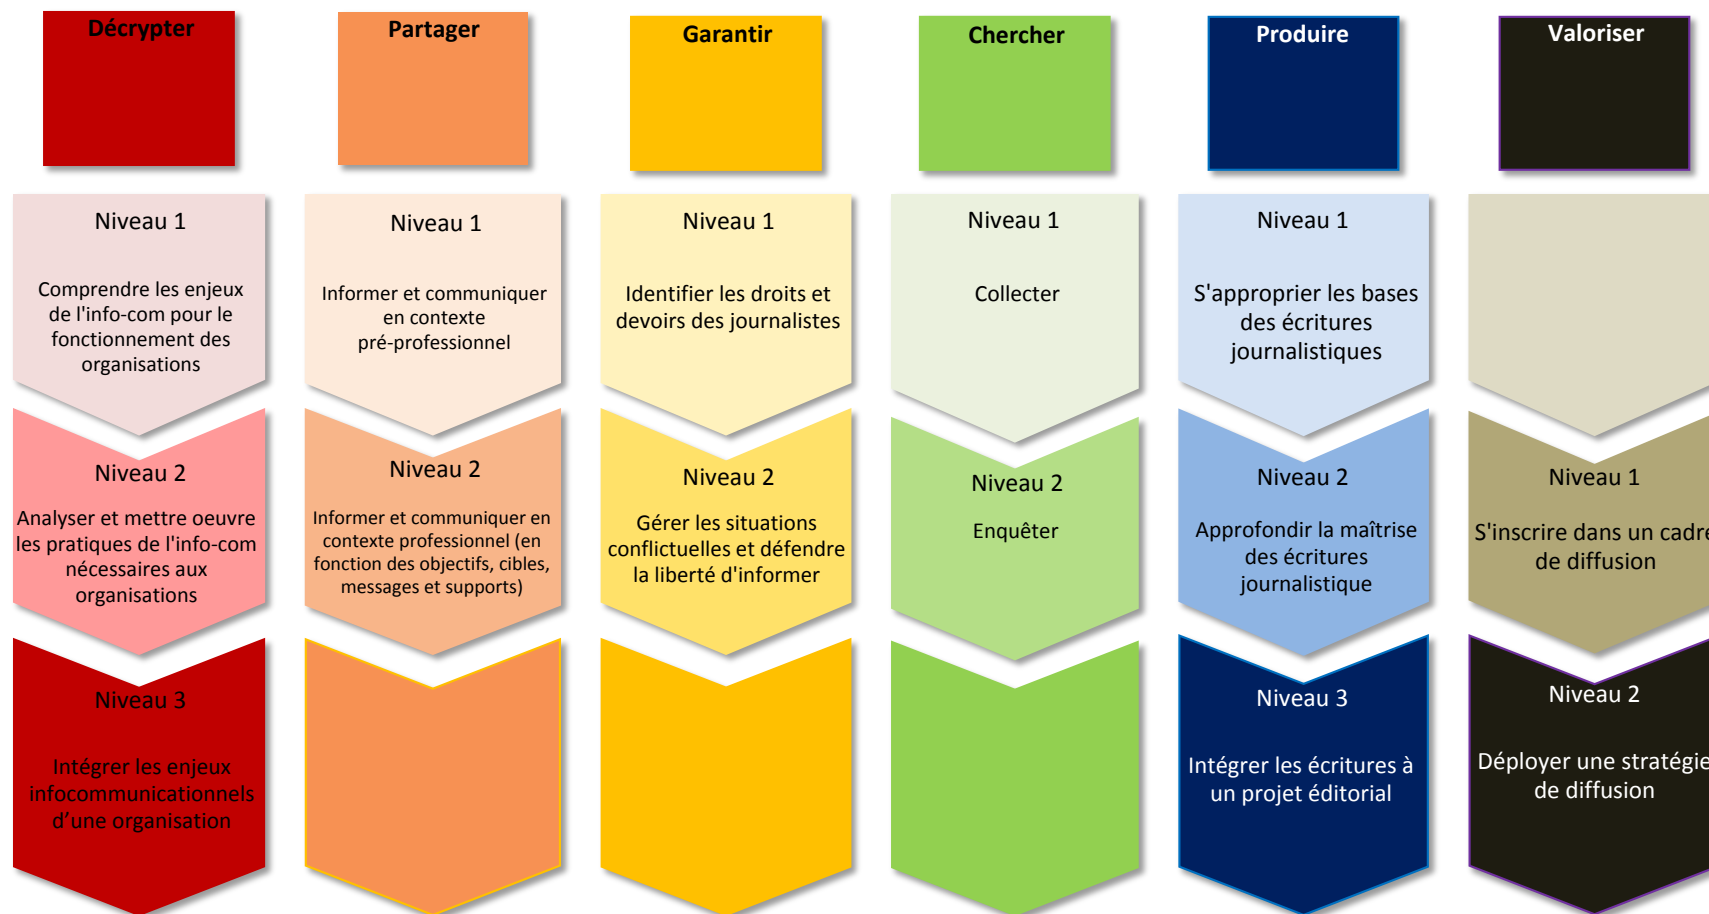 Décrypter
Partager
Garantir
Chercher
Produire
Valoriser
Niveau 1
Comprendre les enjeux
de l'info-com pour le
fonctionnement des
organisations
Niveau 1
Informer et communiquer
en contexte
pré-professionnel
Niveau 1
Identifier les droits et
devoirs des journalistes
Niveau 1
Collecter
Niveau 1
S'approprier les bases
des écritures
journalistiques
Niveau 2
Analyser et mettre oeuvre
les pratiques de l'info-com
nécessaires aux
organisations
Niveau 2
Informer et communiquer en
contexte professionnel (en
fonction des objectifs, cibles,
messages et supports)
Niveau 2
Gérer les situations
conflictuelles et défendre
la liberté d'informer
Niveau 2
Enquêter
Niveau 2
Approfondir la maîtrise
des écritures
journalistique
Niveau 1
S'inscrire dans un cadre
de diffusion
Niveau 3
Intégrer les enjeux
infocommunicationnels
d’une organisation
Niveau 3
Intégrer les écritures à
un projet éditorial
Niveau 2
Déployer une stratégie
de diffusion